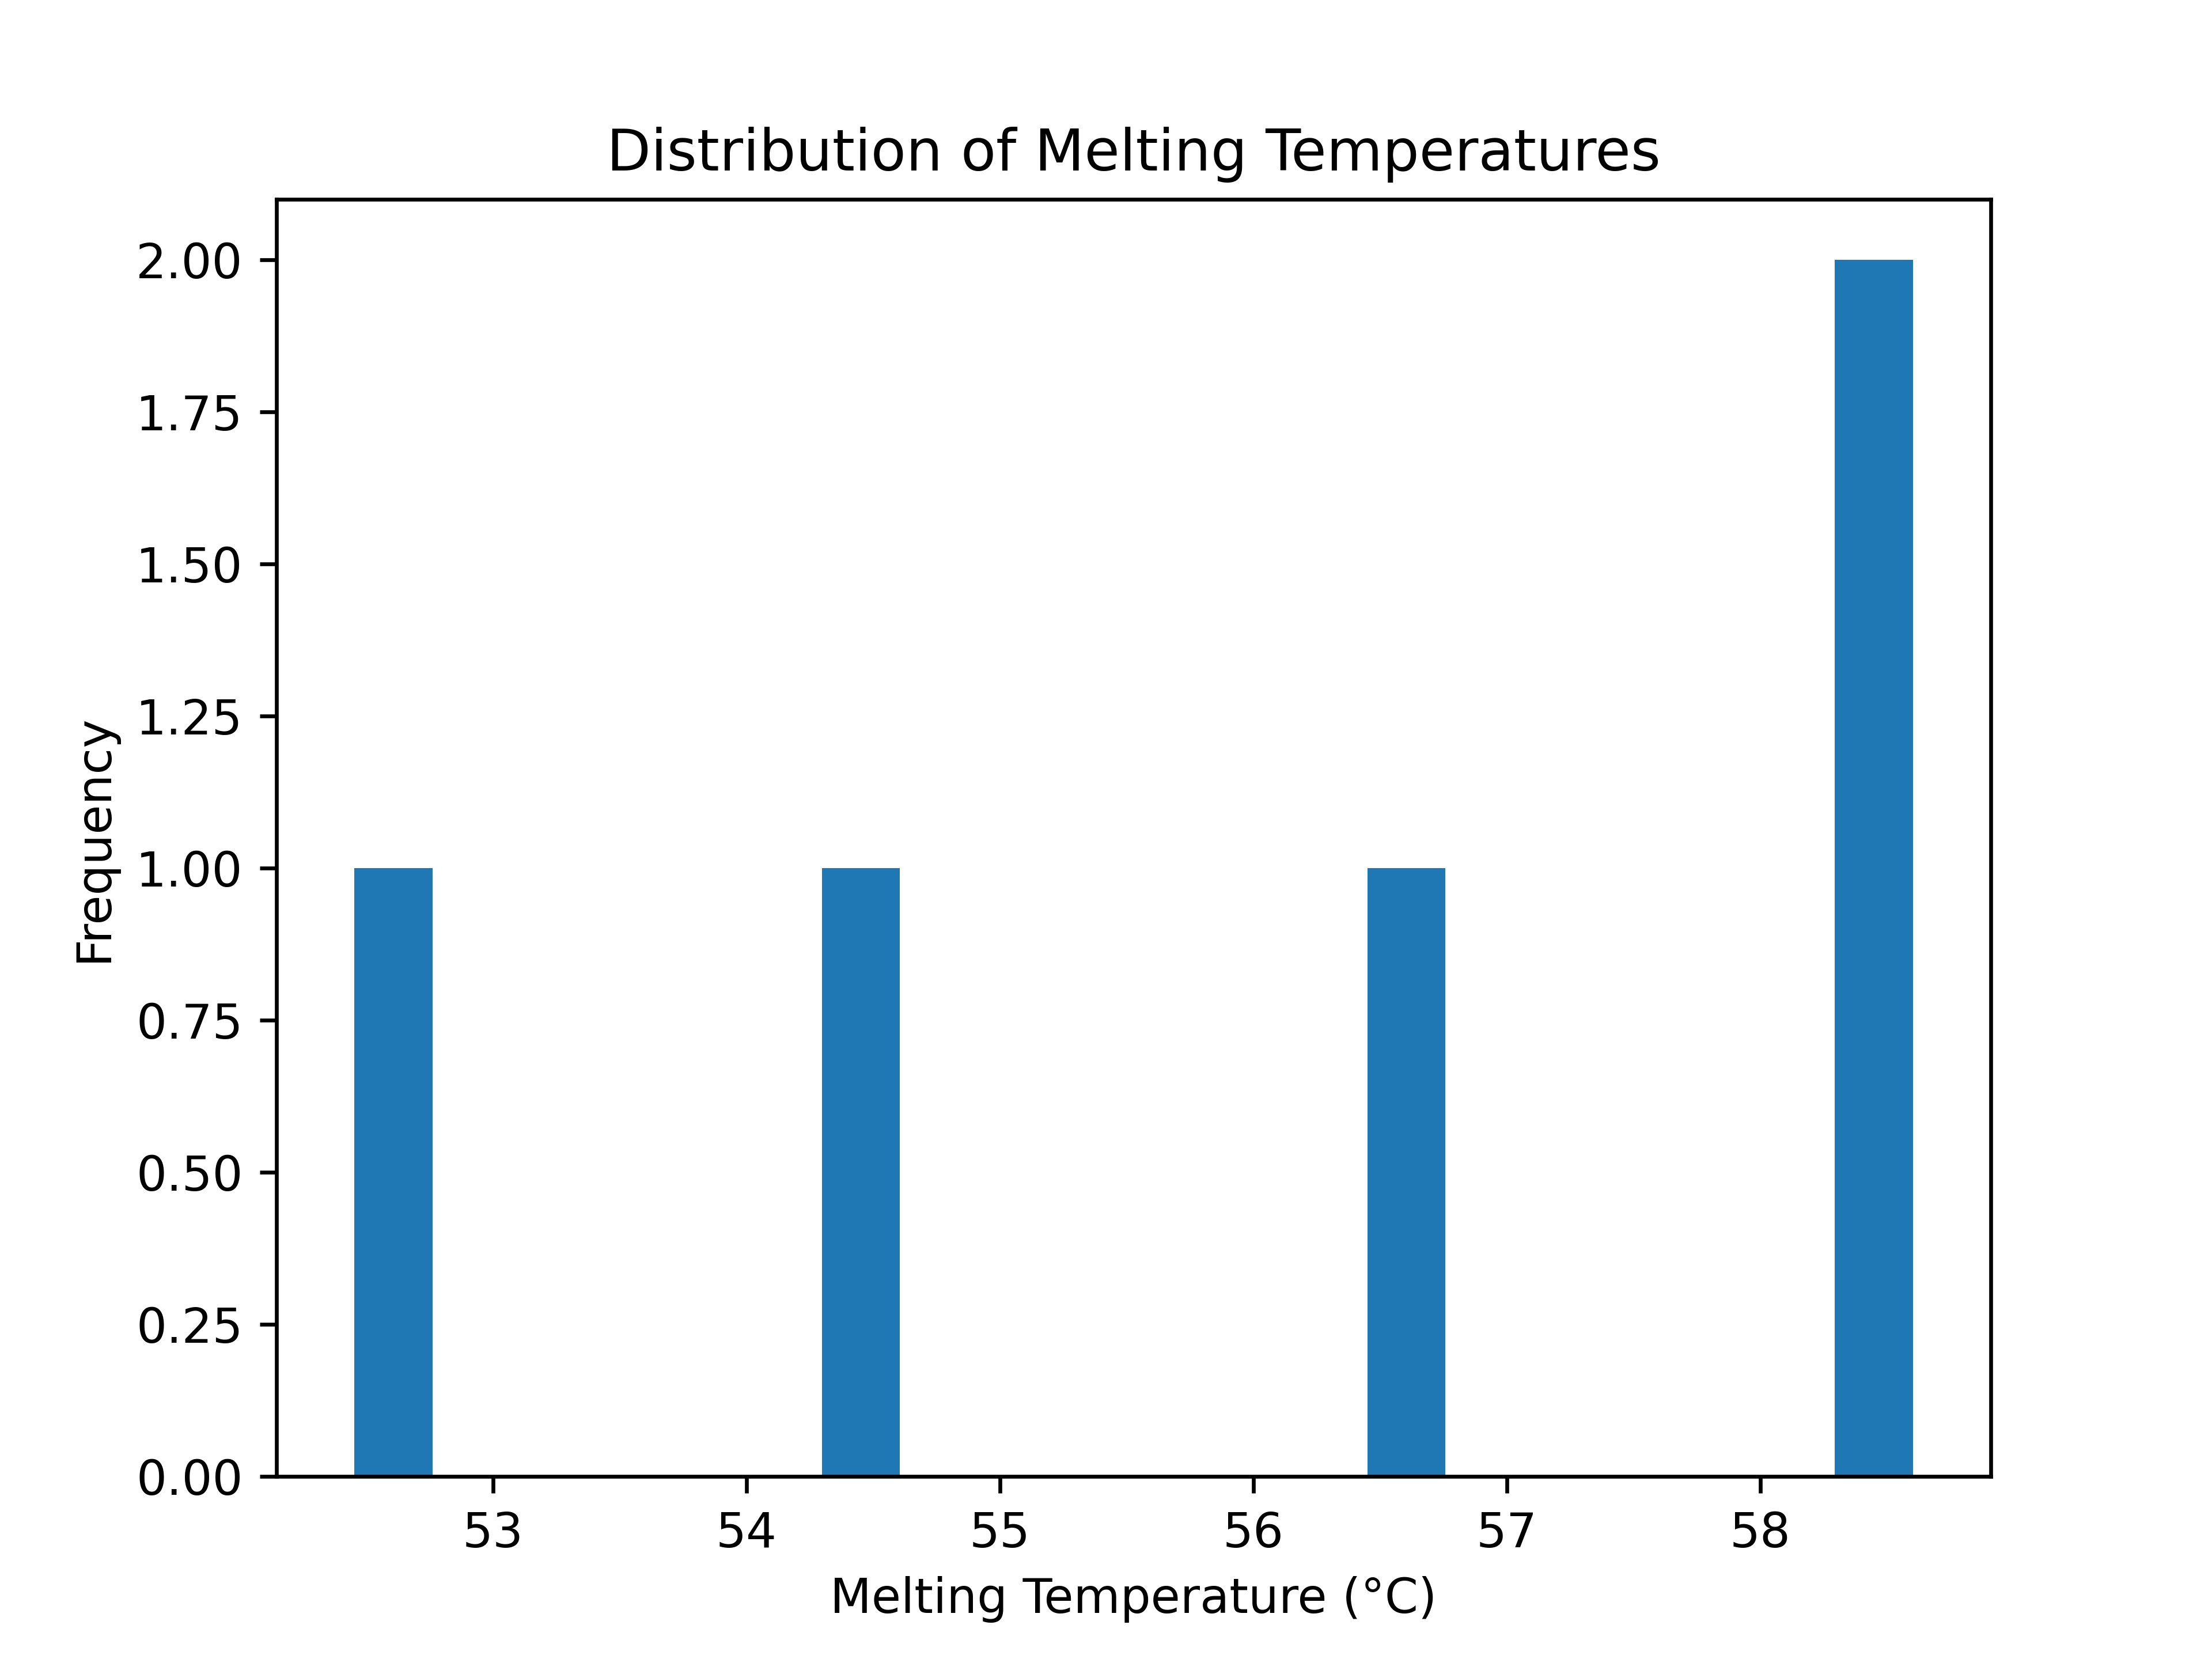 Distribution of Melting Temperatures
2.00
1.75
1.50
1.25
1.00
0.75
0.50
0.25
0.00
Frequency
53 54 55 56 57 58
Melting Temperature (°C)